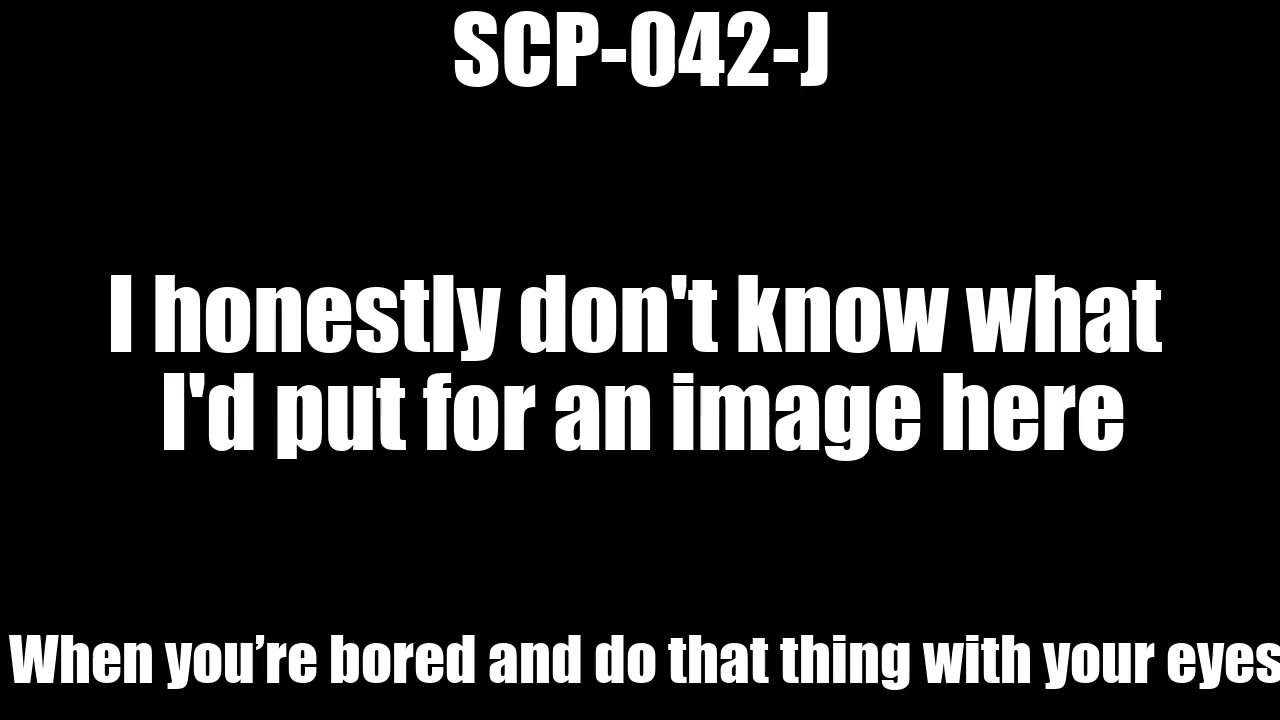 SCP-042-J
I honestly don't know what
I'd put for an image here
When you’re bored and do that thing with your eyes